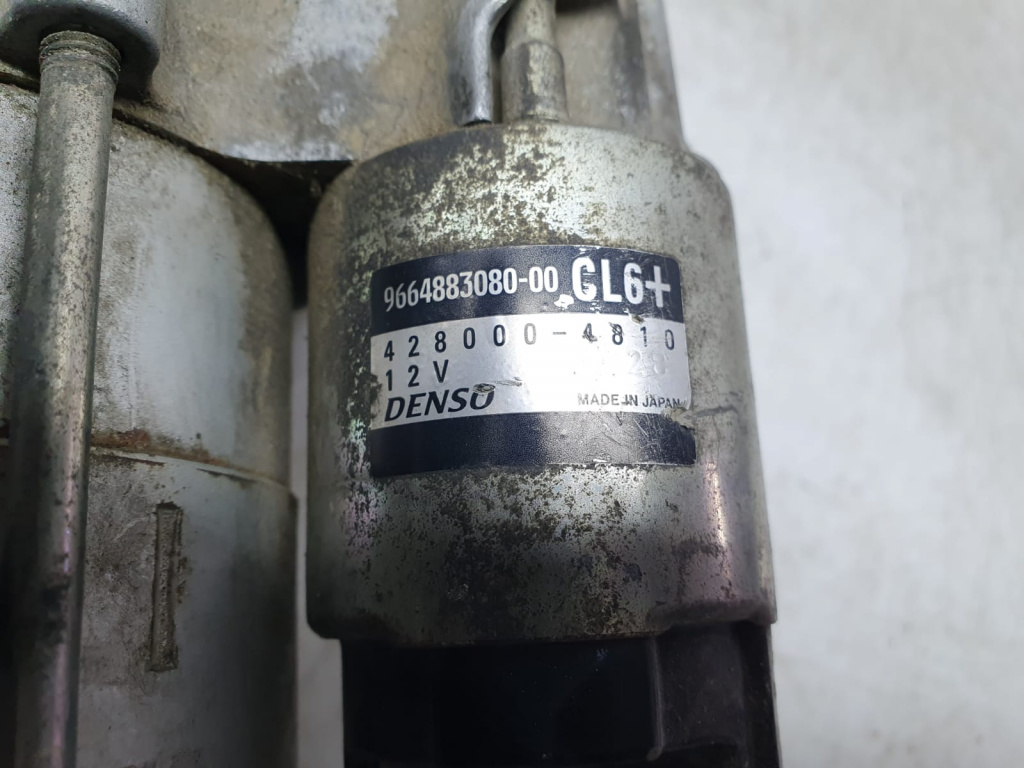 9664883080-00 CL6+
428000-4810
12V
DENSO MADE IN JAPAN